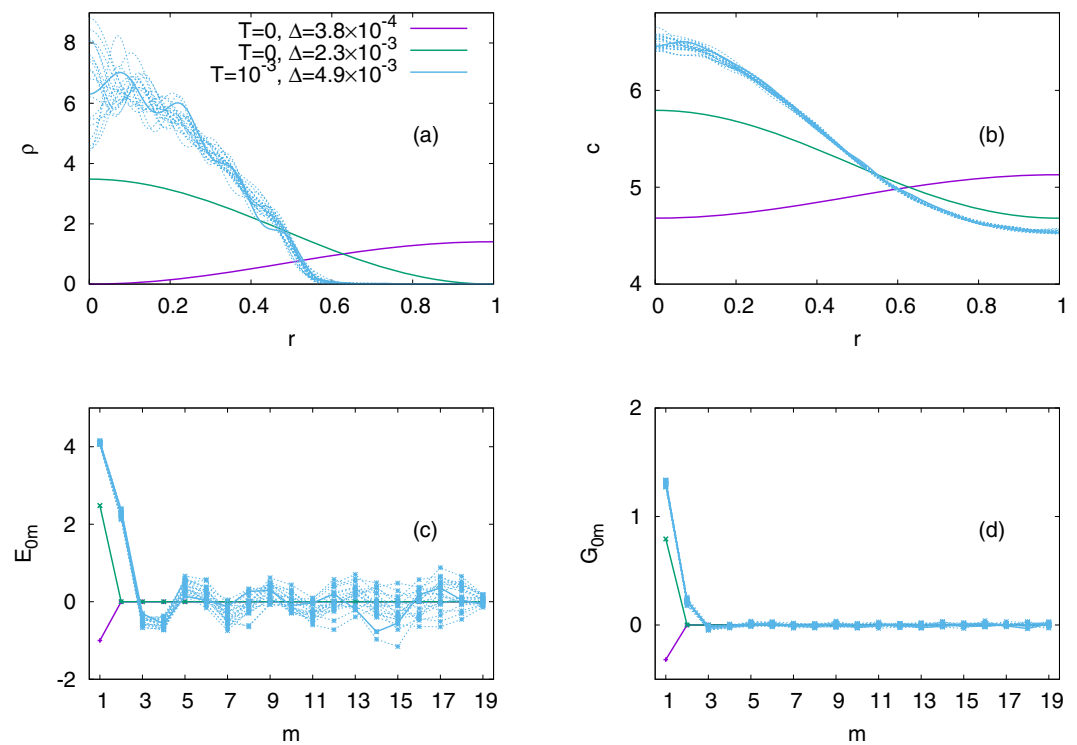 T=0, Δ=3.8×10⁻⁴
T=0, Δ=2.3×10⁻³
T=10⁻³, Δ=4.9×10⁻³
8
6
4
2
0
ρ
(a)
0 0.2 0.4 0.6 0.8 1
r
6
5
4
c
(b)
0 0.2 0.4 0.6 0.8 1
r
4
2
0
-2
E₀ₘ
(c)
1 3 5 7 9 11 13 15 17 19
m
2
1
0
G₀ₘ
(d)
1 3 5 7 9 11 13 15 17 19
m